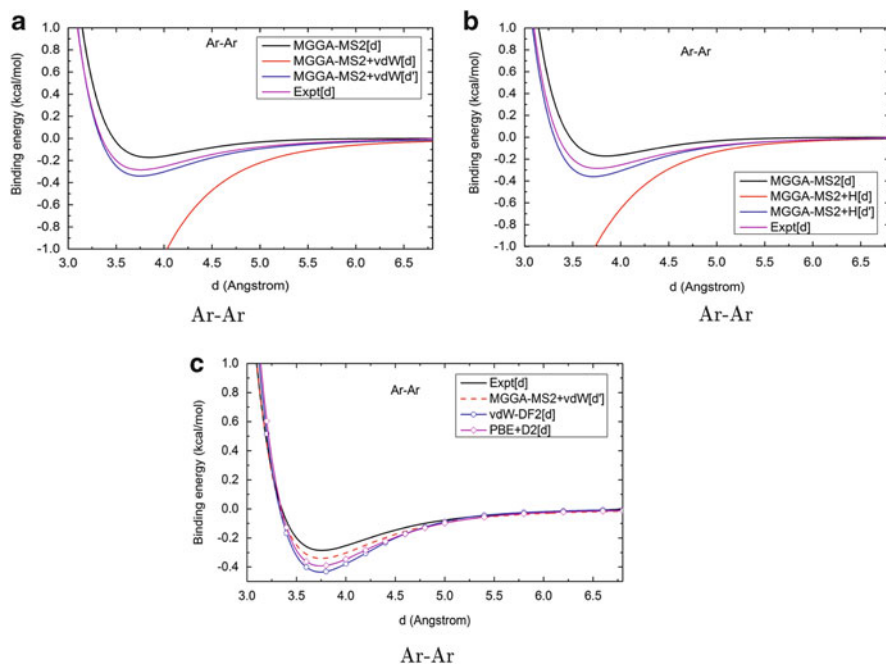 a
1.0
0.8
0.6
0.4
0.2
0.0
-0.2
-0.4
-0.6
-0.8
-1.0
Binding energy (kcal/mol)
Ar-Ar
MGGA-MS2[d]
MGGA-MS2+vdW[d]
MGGA-MS2+vdW[d']
Expt[d]
3.0 3.5 4.0 4.5 5.0 5.5 6.0 6.5
d (Angstrom)
Ar-Ar
b
1.0
0.8
0.6
0.4
0.2
0.0
-0.2
-0.4
-0.6
-0.8
-1.0
Binding energy (kcal/mol)
Ar-Ar
MGGA-MS2[d]
MGGA-MS2+H[d]
MGGA-MS2+H[d']
Expt[d]
3.0 3.5 4.0 4.5 5.0 5.5 6.0 6.5
d (Angstrom)
Ar-Ar
c
1.0
0.8
0.6
0.4
0.2
0.0
-0.2
-0.4
Binding energy (kcal/mol)
Ar-Ar
Expt[d]
MGGA-MS2+vdW[d']
vdW-DF2[d]
PBE+D2[d]
3.0 3.5 4.0 4.5 5.0 5.5 6.0 6.5
d (Angstrom)
Ar-Ar